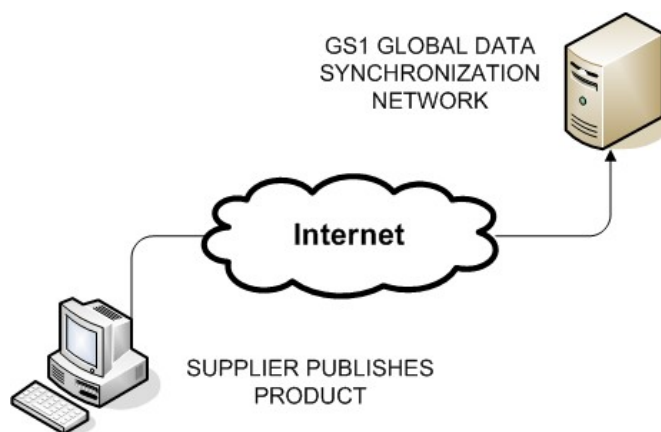 GS1 GLOBAL DATA
SYNCHRONIZATION
NETWORK
Internet
SUPPLIER PUBLISHES
PRODUCT